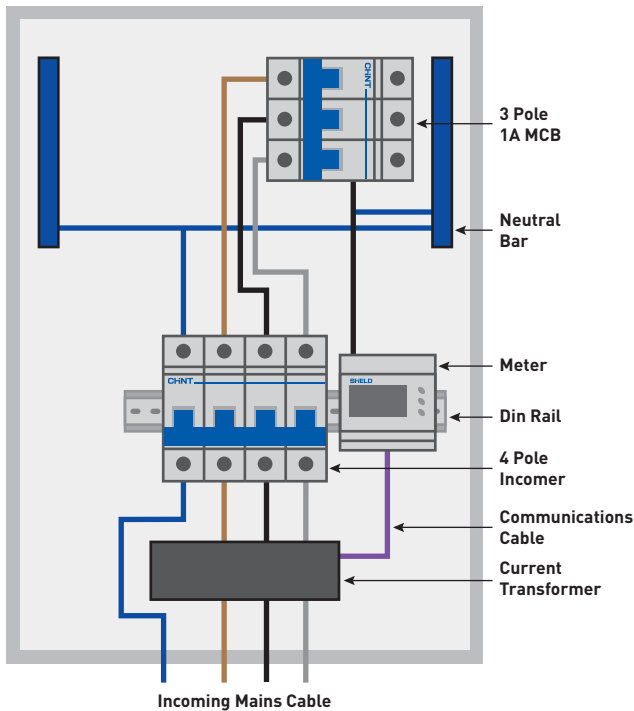 CHNT
3 Pole
1A MCB
Neutral
Bar
CHNT
SHELD
Meter
Din Rail
4 Pole
Incomer
Communications
Cable
Current
Transformer
Incoming Mains Cable